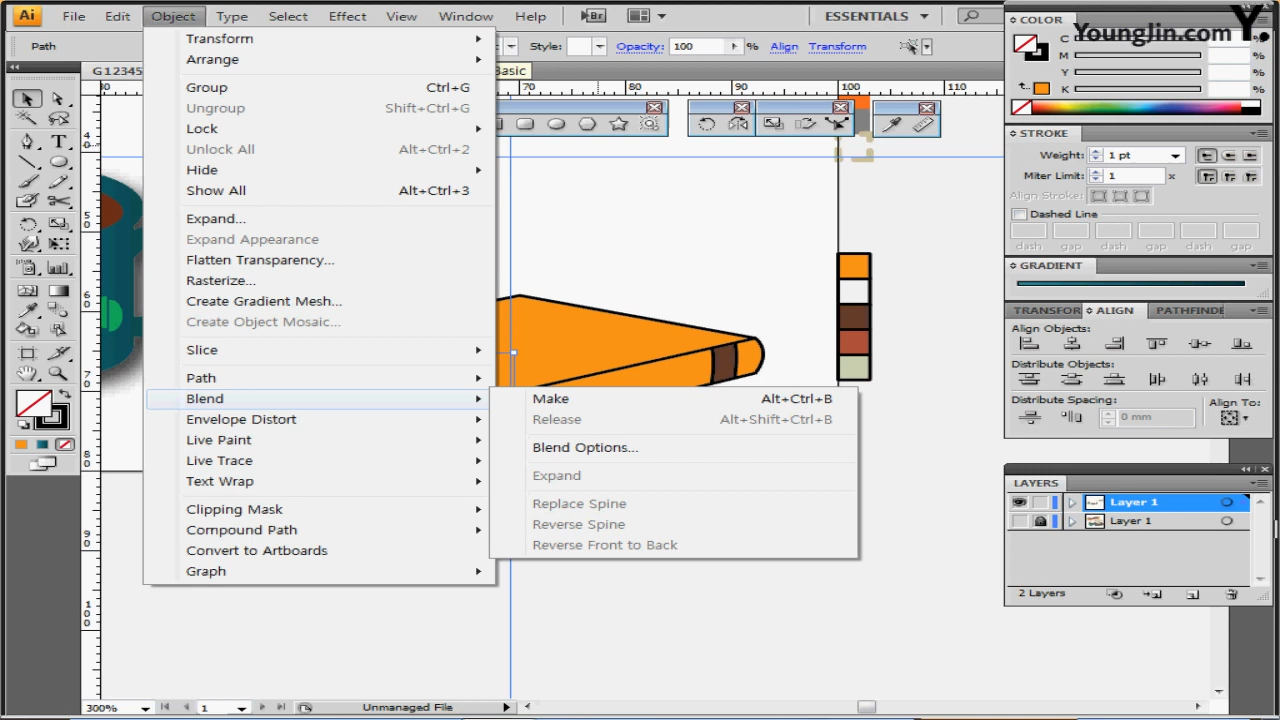 Ai File Edit Object Type Select Effect View Window Help Br ESSENTIALS
YoungJin.com Y.
Path
Style: Opacity: 100 % Align Transform
G12345
Basic
70 80 90 100 110
Transform
Arrange
Group Ctrl+G
Ungroup Shift+Ctrl+G
Lock
Unlock All Alt+Ctrl+2
Hide
Show All Alt+Ctrl+3
Expand...
Expand Appearance
Flatten Transparency...
Rasterize...
Create Gradient Mesh...
Create Object Mosaic...
Slice
Path
Blend
Envelope Distort
Live Paint
Live Trace
Text Wrap
Clipping Mask
Compound Path
Convert to Artboards
Graph
Make Alt+Ctrl+B
Release Alt+Shift+Ctrl+B
Blend Options...
Expand
Replace Spine
Reverse Spine
Reverse Front to Back
COLOR
C %
M %
Y %
K %
STROKE
Weight: 1 pt
Miter Limit: 1 x
Align Stroke:
Dashed Line
dash gap dash gap dash gap
GRADIENT
TRANSFOR ALIGN PATHFINDE
Align Objects:
Distribute Objects:
Distribute Spacing: Align To:
0 mm
LAYERS
Layer 1
Layer 1
2 Layers
300% 1 Unmanaged File